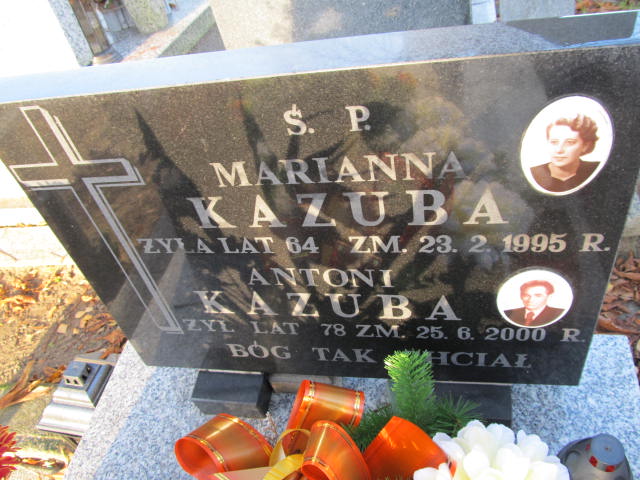 Ś. P.
MARIANNA
KAZUBA
ŻYŁA LAT 64 ZM. 23. 2. 1995 R.
ANTONI
KAZUBA
ŻYŁ LAT 78 ZM. 25. 6. 2000 R.
BÓG TAK CHCIAŁ